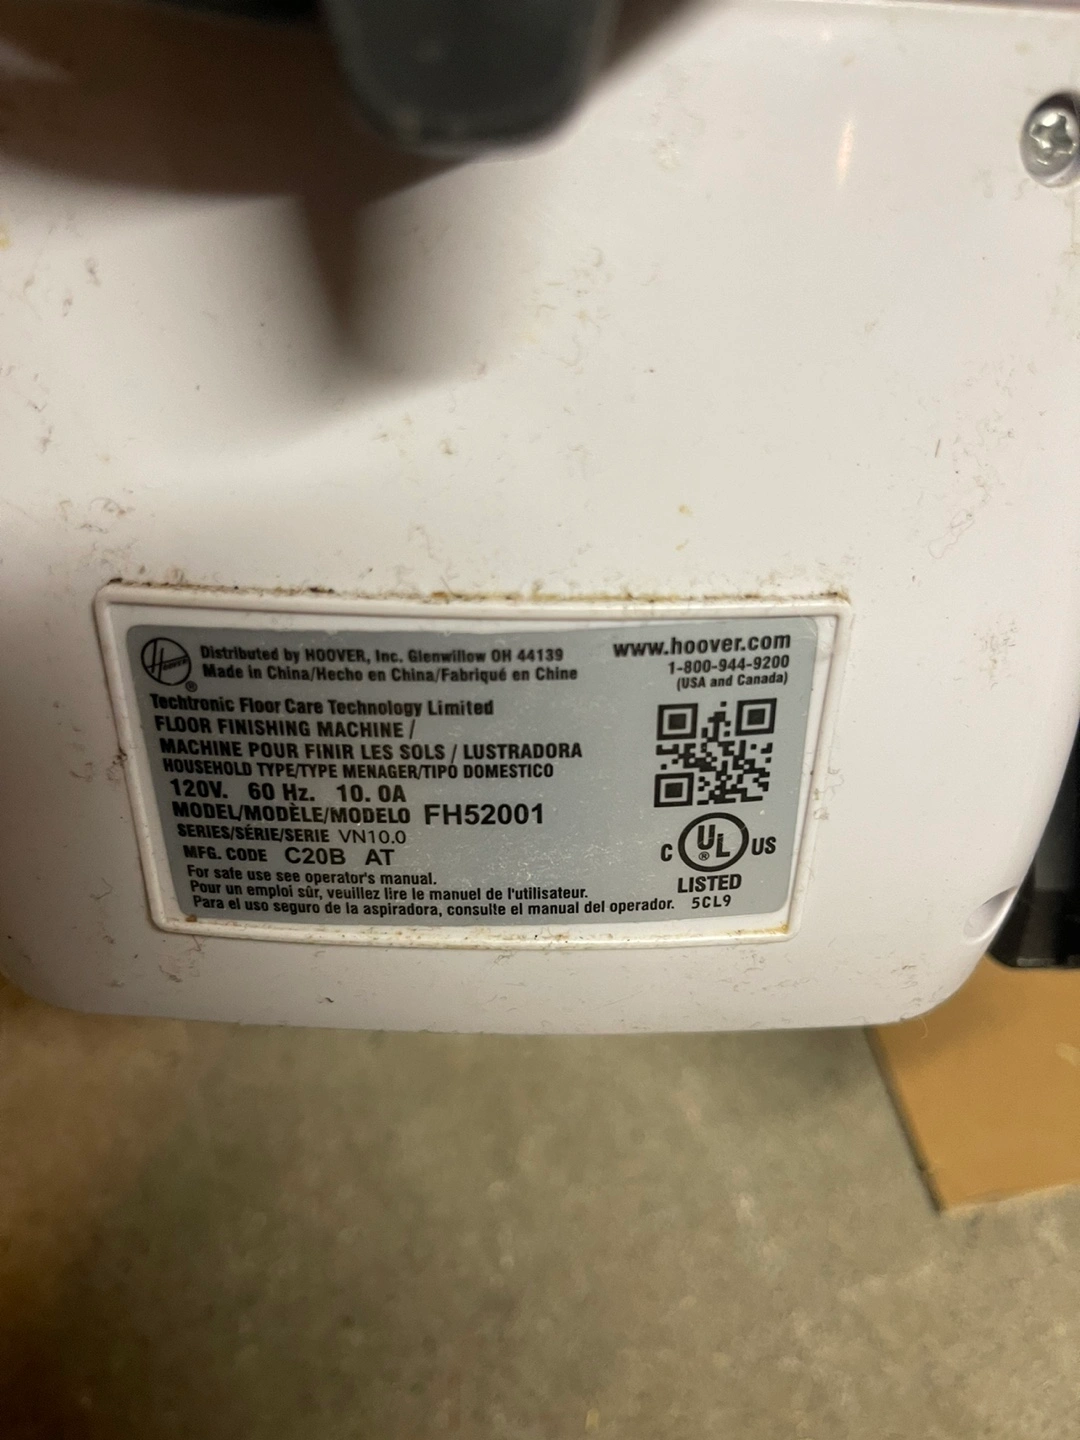 HOOVER
®
Distributed by HOOVER, Inc. Glenwillow OH 44139
Made in China/Hecho en China/Fabriqué en Chine
www.hoover.com
1-800-944-9200
(USA and Canada)
Techtronic Floor Care Technology Limited
FLOOR FINISHING MACHINE /
MACHINE POUR FINIR LES SOLS / LUSTRADORA
HOUSEHOLD TYPE/TYPE MENAGER/TIPO DOMESTICO
120V. 60 Hz. 10.0A
MODEL/MODÈLE/MODELO FH52001
SERIES/SÉRIE/SERIE VN10.0
MFG. CODE C20B AT
For safe use see operator's manual.
Pour un emploi sûr, veuillez lire le manuel de l'utilisateur.
Para el uso seguro de la aspiradora, consulte el manual del operador.
C UL ® US
LISTED
5CL9